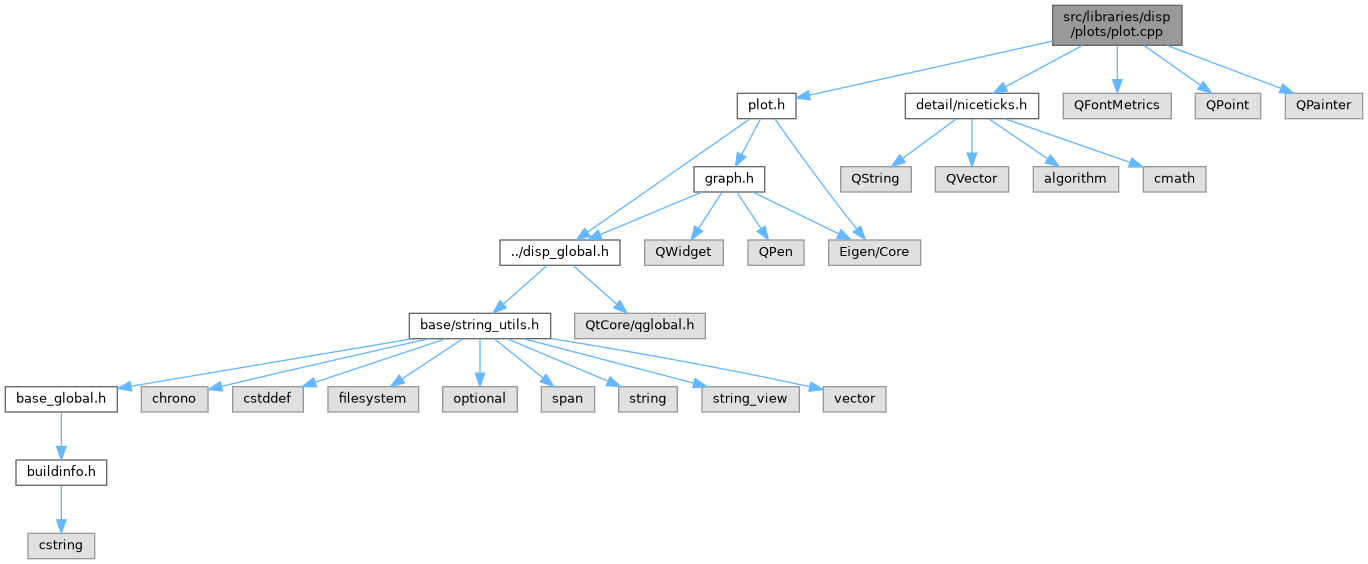 src/libraries/disp
/plots/plot.cpp
plot.h
detail/niceticks.h
QFontMetrics
QPoint
QPainter
graph.h
QString
QVector
algorithm
cmath
../disp_global.h
QWidget
QPen
Eigen/Core
base/string_utils.h
QtCore/qglobal.h
base_global.h
chrono
cstddef
filesystem
optional
span
string
string_view
vector
buildinfo.h
cstring